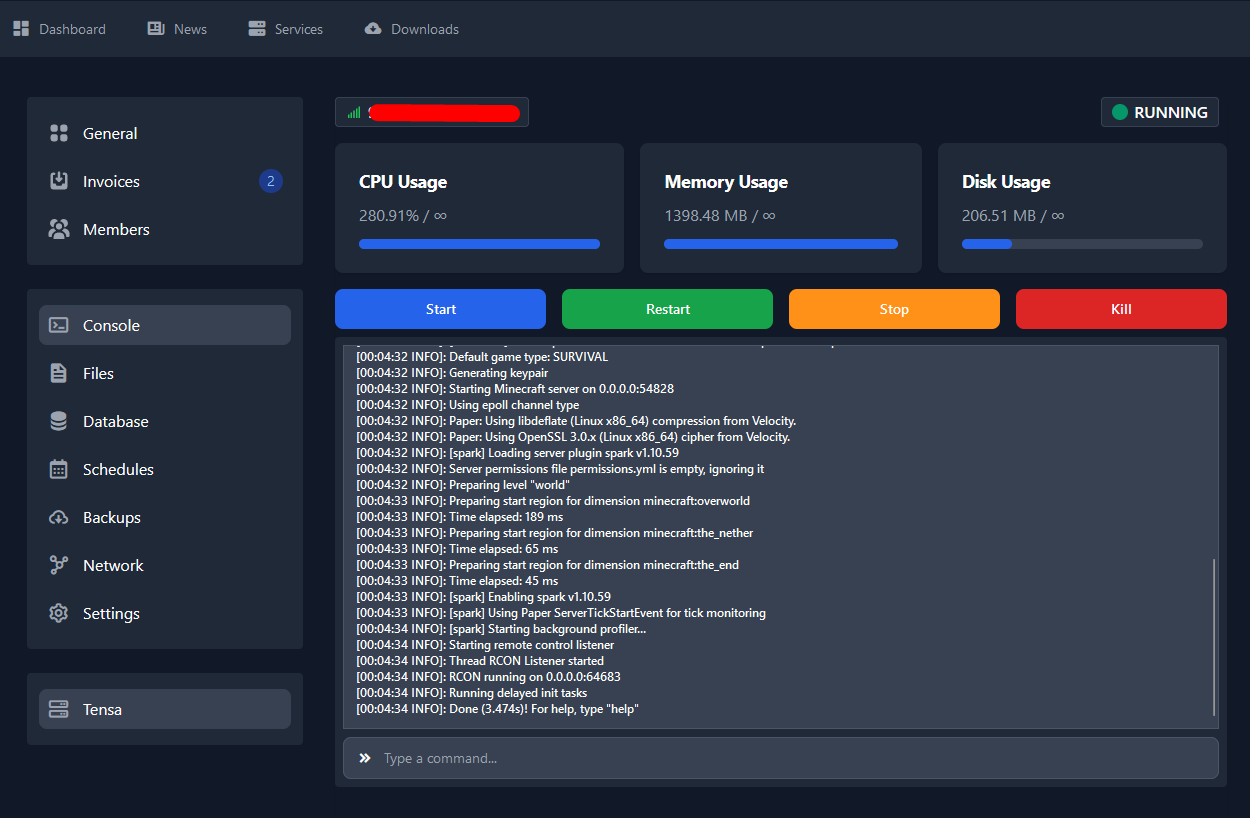 Dashboard
News
Services
Downloads
General
Invoices
2
Members
Console
Files
Database
Schedules
Backups
Network
Settings
Tensa
RUNNING
CPU Usage
280.91% / ∞
Memory Usage
1398.48 MB / ∞
Disk Usage
206.51 MB / ∞
Start
Restart
Stop
Kill
[00:04:32 INFO]: Default game type: SURVIVAL
[00:04:32 INFO]: Generating keypair
[00:04:32 INFO]: Starting Minecraft server on 0.0.0.0:54828
[00:04:32 INFO]: Using epoll channel type
[00:04:32 INFO]: Paper: Using libdeflate (Linux x86_64) compression from Velocity.
[00:04:32 INFO]: Paper: Using OpenSSL 3.0.x (Linux x86_64) cipher from Velocity.
[00:04:32 INFO]: [spark] Loading server plugin spark v1.10.59
[00:04:32 INFO]: Server permissions file permissions.yml is empty, ignoring it
[00:04:32 INFO]: Preparing level "world"
[00:04:33 INFO]: Preparing start region for dimension minecraft:overworld
[00:04:33 INFO]: Time elapsed: 189 ms
[00:04:33 INFO]: Preparing start region for dimension minecraft:the_nether
[00:04:33 INFO]: Time elapsed: 65 ms
[00:04:33 INFO]: Preparing start region for dimension minecraft:the_end
[00:04:33 INFO]: Time elapsed: 45 ms
[00:04:33 INFO]: [spark] Enabling spark v1.10.59
[00:04:33 INFO]: [spark] Using Paper ServerTickStartEvent for tick monitoring
[00:04:34 INFO]: [spark] Starting background profiler...
[00:04:34 INFO]: Starting remote control listener
[00:04:34 INFO]: Thread RCON Listener started
[00:04:34 INFO]: RCON running on 0.0.0.0:64683
[00:04:34 INFO]: Running delayed init tasks
[00:04:34 INFO]: Done (3.474s)! For help, type "help"
Type a command...